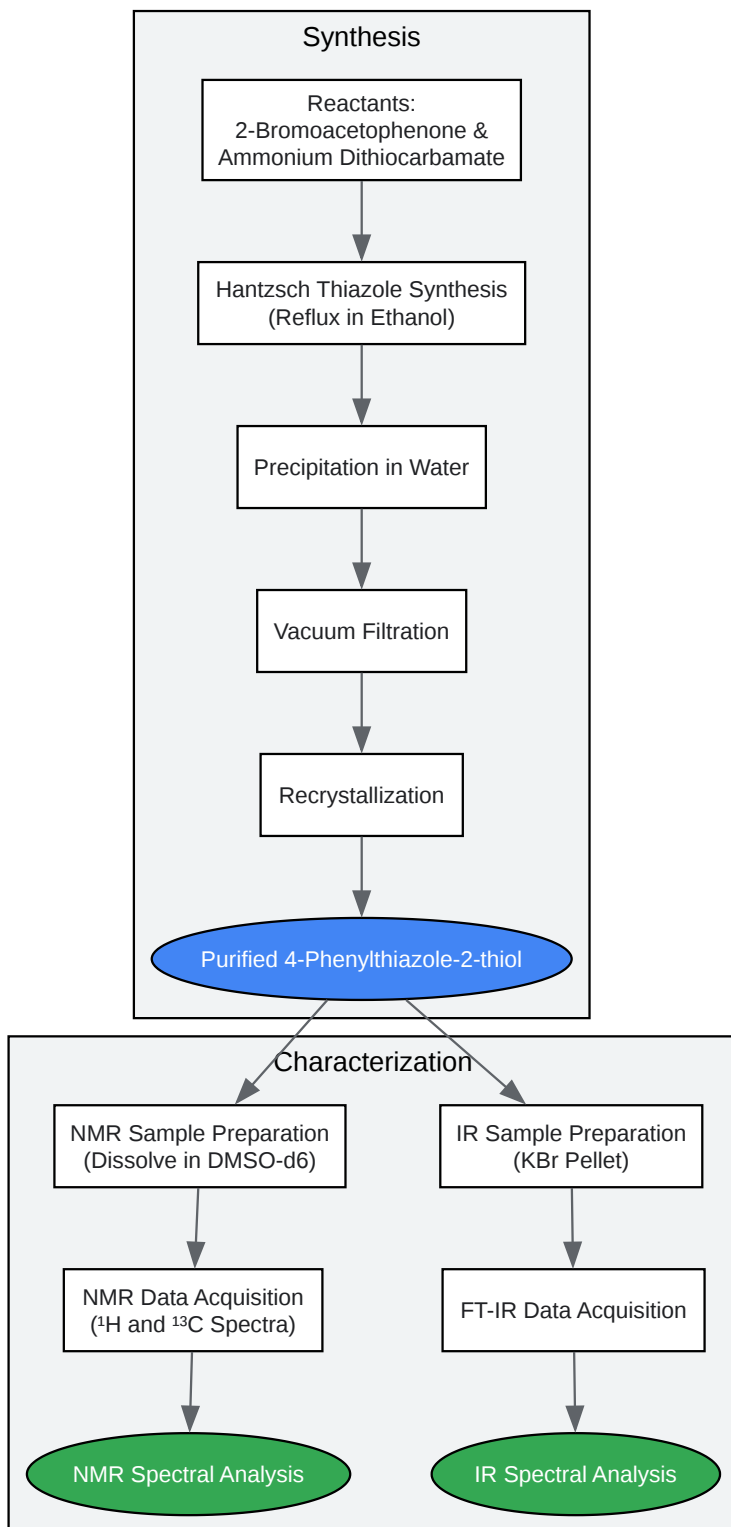 Synthesis
Reactants:
2-Bromoacetophenone &
Ammonium Dithiocarbamate
Hantzsch Thiazole Synthesis
(Reflux in Ethanol)
Precipitation in Water
Vacuum Filtration
Recrystallization
Purified 4-Phenylthiazole-2-thiol
Characterization
NMR Sample Preparation
(Dissolve in DMSO-d6)
IR Sample Preparation
(KBr Pellet)
NMR Data Acquisition
(¹H and ¹³C Spectra)
FT-IR Data Acquisition
NMR Spectral Analysis
IR Spectral Analysis